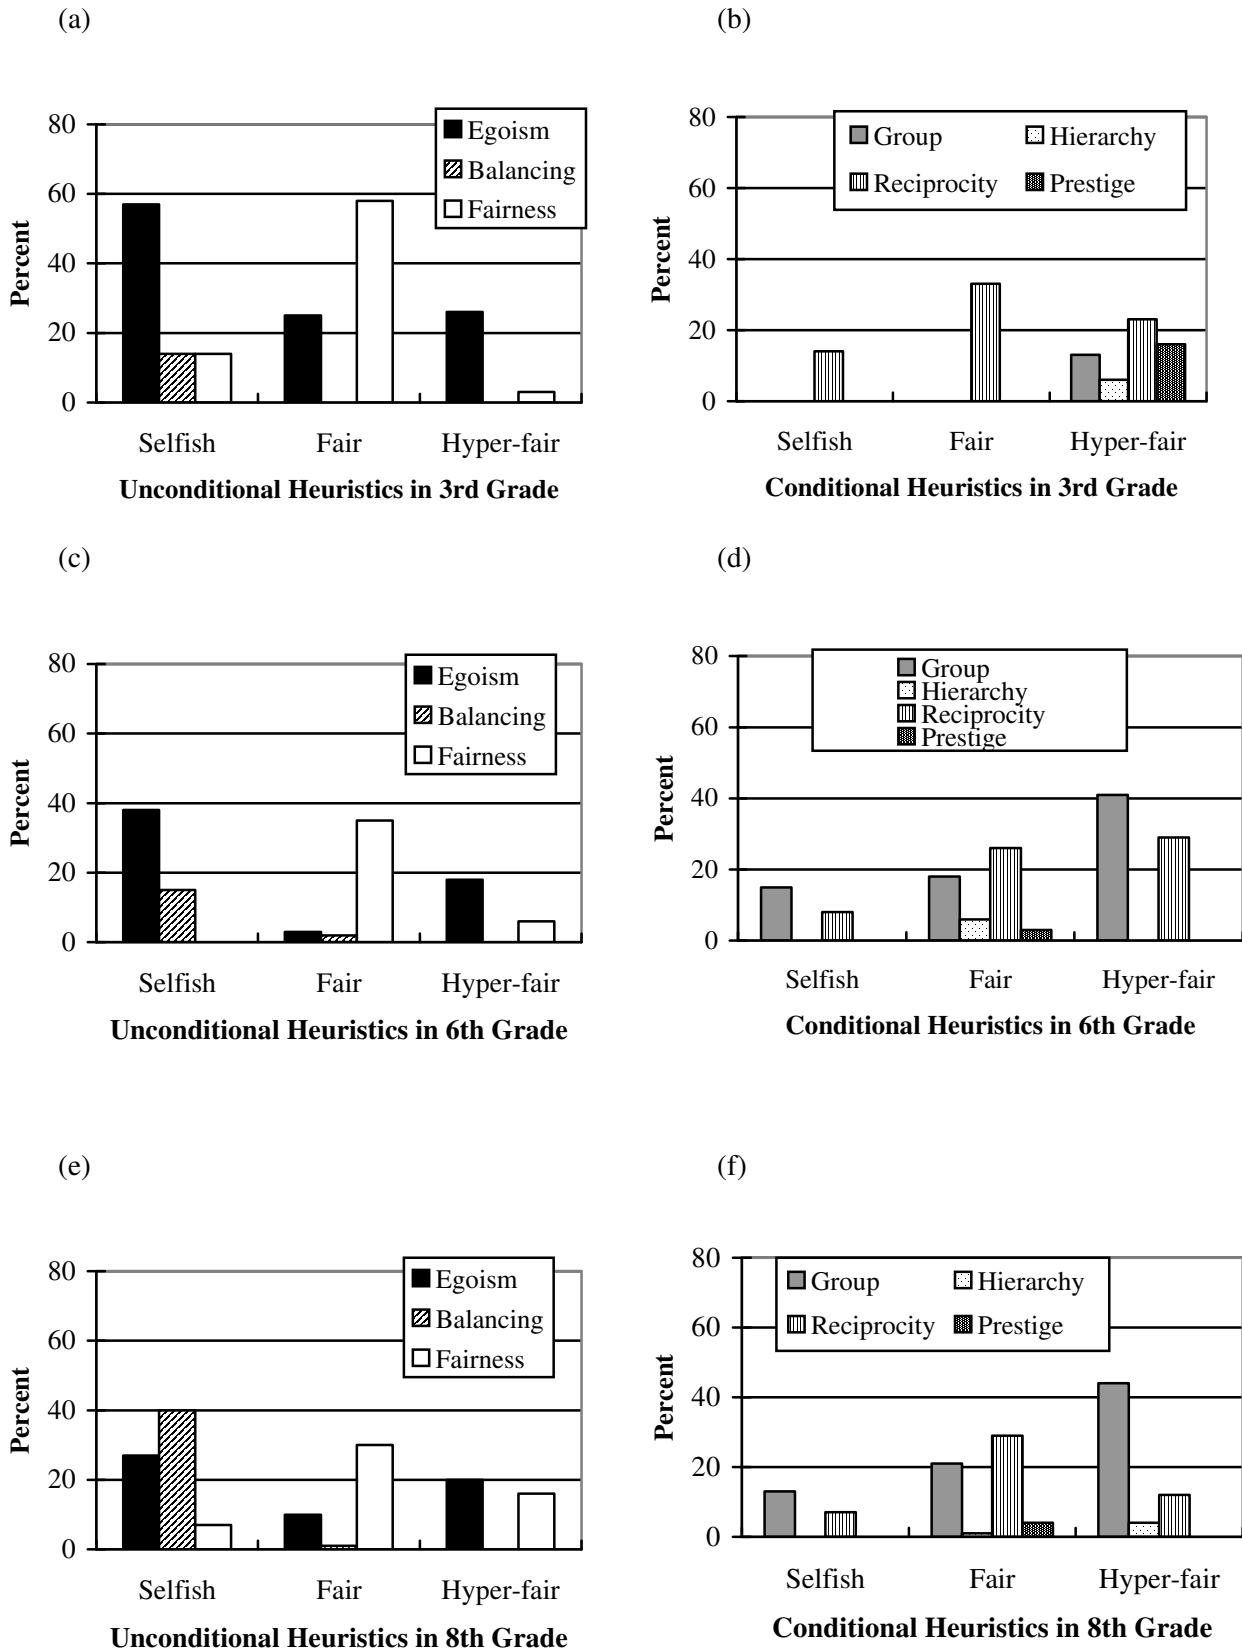 (a)
80
60
40
20
0
Percent
Egoism
Balancing
Fairness
Selfish Fair Hyper-fair
Unconditional Heuristics in 3rd Grade
(b)
80
60
40
20
0
Percent
Group Hierarchy
Reciprocity Prestige
Selfish Fair Hyper-fair
Conditional Heuristics in 3rd Grade
(c)
80
60
40
20
0
Percent
Egoism
Balancing
Fairness
Selfish Fair Hyper-fair
Unconditional Heuristics in 6th Grade
(d)
80
60
40
20
0
Percent
Group
Hierarchy
Reciprocity
Prestige
Selfish Fair Hyper-fair
Conditional Heuristics in 6th Grade
(e)
80
60
40
20
0
Percent
Egoism
Balancing
Fairness
Selfish Fair Hyper-fair
Unconditional Heuristics in 8th Grade
(f)
80
60
40
20
0
Percent
Group Hierarchy
Reciprocity Prestige
Selfish Fair Hyper-fair
Conditional Heuristics in 8th Grade